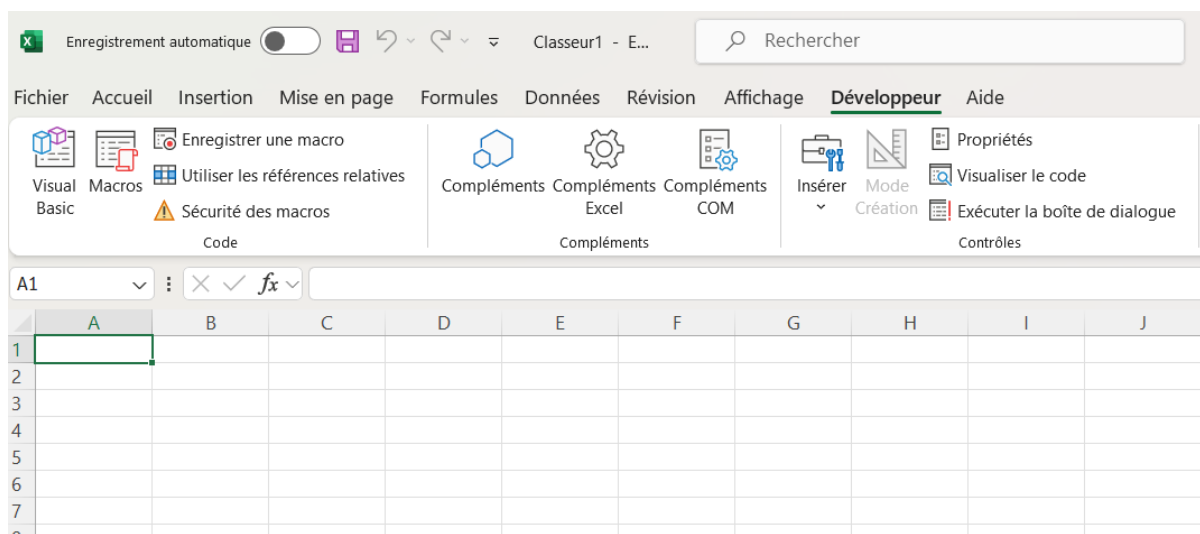 Enregistrement automatique Classeur1 - E... Rechercher
Fichier Accueil Insertion Mise en page Formules Données Révision Affichage Développeur Aide
Visual Basic
Macros
Enregistrer une macro
Utiliser les références relatives
Sécurité des macros
Code
Compléments
Compléments Excel
Compléments COM
Compléments
Insérer
Mode Création
Propriétés
Visualiser le code
Exécuter la boîte de dialogue
Contrôles
A1 fx
A B C D E F G H I J
1
2
3
4
5
6
7